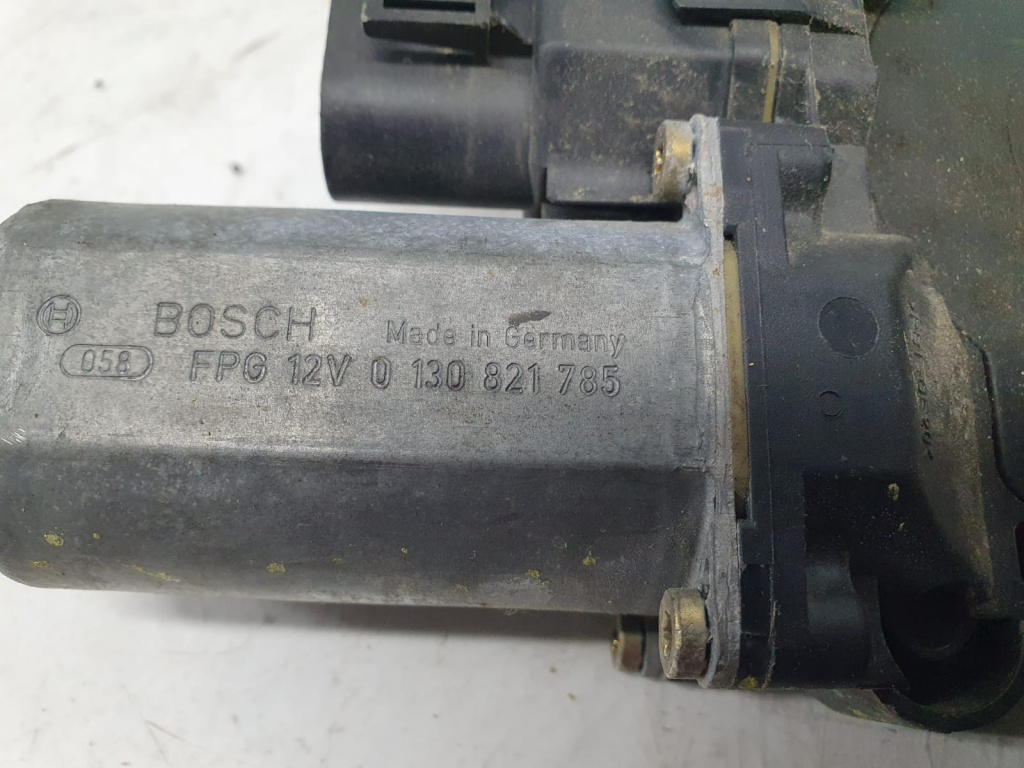 BOSCH Made in Germany
058 FPG 12V 0 130 821 785